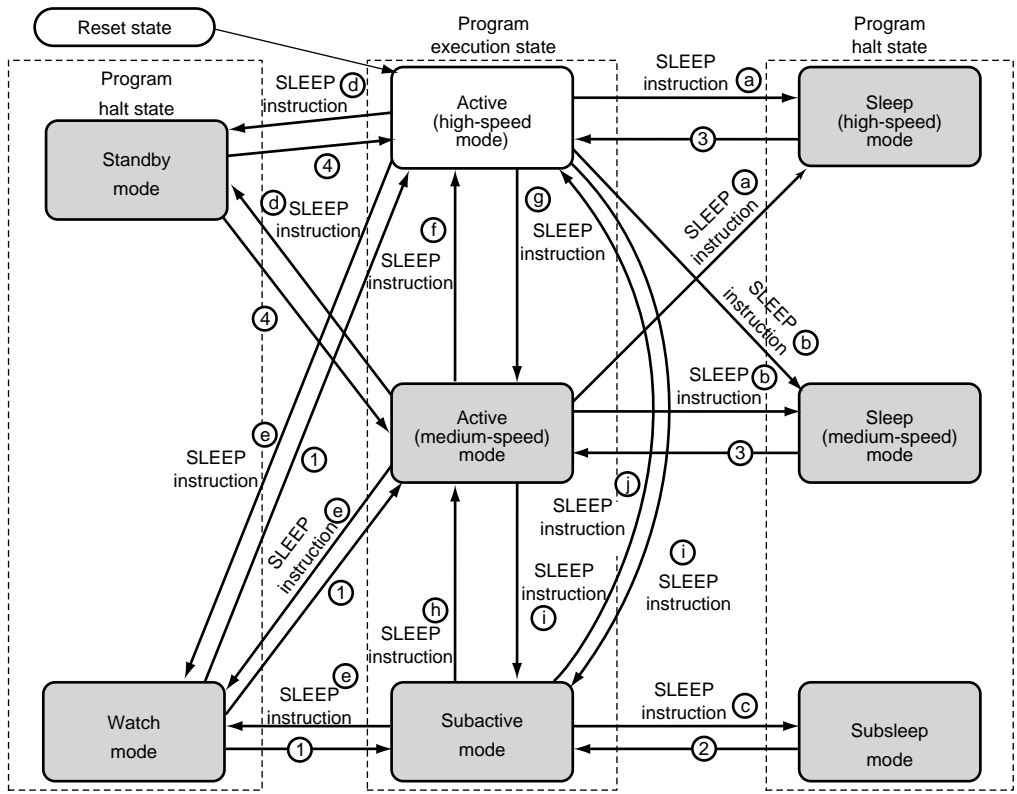 Reset state
Program
execution state
Program
halt state
Program
halt state
SLEEP
instruction
d
Active
(high-speed
mode)
SLEEP
instruction
a
Sleep
(high-speed)
mode
Standby
mode
4
3
d
SLEEP
instruction
f
SLEEP
instruction
g
SLEEP
instruction
SLEEP
instruction
a
4
SLEEP
instruction
b
Active
(medium-speed)
mode
SLEEP
instruction
b
Sleep
(medium-speed)
mode
3
e
SLEEP
instruction
1
SLEEP
instruction
e
j
SLEEP
instruction
i
SLEEP
instruction
1
h
SLEEP
instruction
SLEEP
instruction
i
e
SLEEP
instruction
Watch
mode
1
Subactive
mode
SLEEP
instruction
c
2
Subsleep
mode